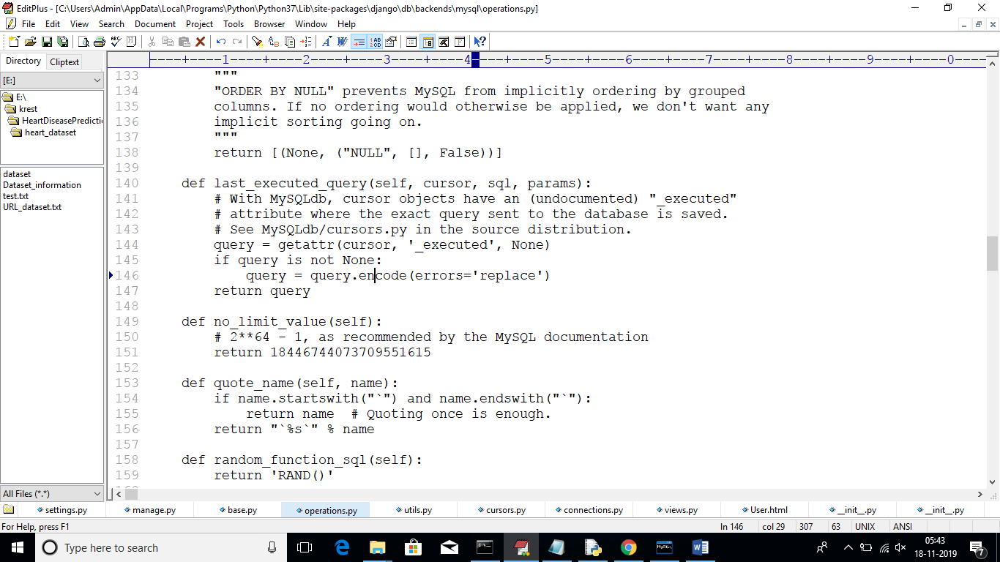 EditPlus - [C:\Users\Admin\AppData\Local\Programs\Python\Python37\Lib\site-packages\django\db\backends\mysql\operations.py]
File Edit View Search Document Project Tools Browser Window Help
Directory Cliptext
----+----1----+----2----+----3----+----4----+----5----+----6----+----7----+----8----+----9----+----0----
[E:]
E:\
krest
HeartDiseasePredicti
heart_dataset
dataset
Dataset_information
test.txt
URL_dataset.txt
All Files (*.*)
133 """
134 "ORDER BY NULL" prevents MySQL from implicitly ordering by grouped
135 columns. If no ordering would otherwise be applied, we don't want any
136 implicit sorting going on.
137 """
138 return [(None, ("NULL", [], False))]
139
140 def last_executed_query(self, cursor, sql, params):
141 # With MySQLdb, cursor objects have an (undocumented) "_executed"
142 # attribute where the exact query sent to the database is saved.
143 # See MySQLdb/cursors.py in the source distribution.
144 query = getattr(cursor, '_executed', None)
145 if query is not None:
146 query = query.encode(errors='replace')
147 return query
148
149 def no_limit_value(self):
150 # 2**64 - 1, as recommended by the MySQL documentation
151 return 18446744073709551615
152
153 def quote_name(self, name):
154 if name.startswith("`") and name.endswith("`"):
155 return name # Quoting once is enough.
156 return "`%s`" % name
157
158 def random_function_sql(self):
159 return 'RAND()'
settings.py manage.py base.py operations.py utils.py cursors.py connections.py views.py User.html __init__.py __init__.py
For Help, press F1 ln 146 col 29 307 63 UNIX ANSI
Type here to search 05:43
18-11-2019 7